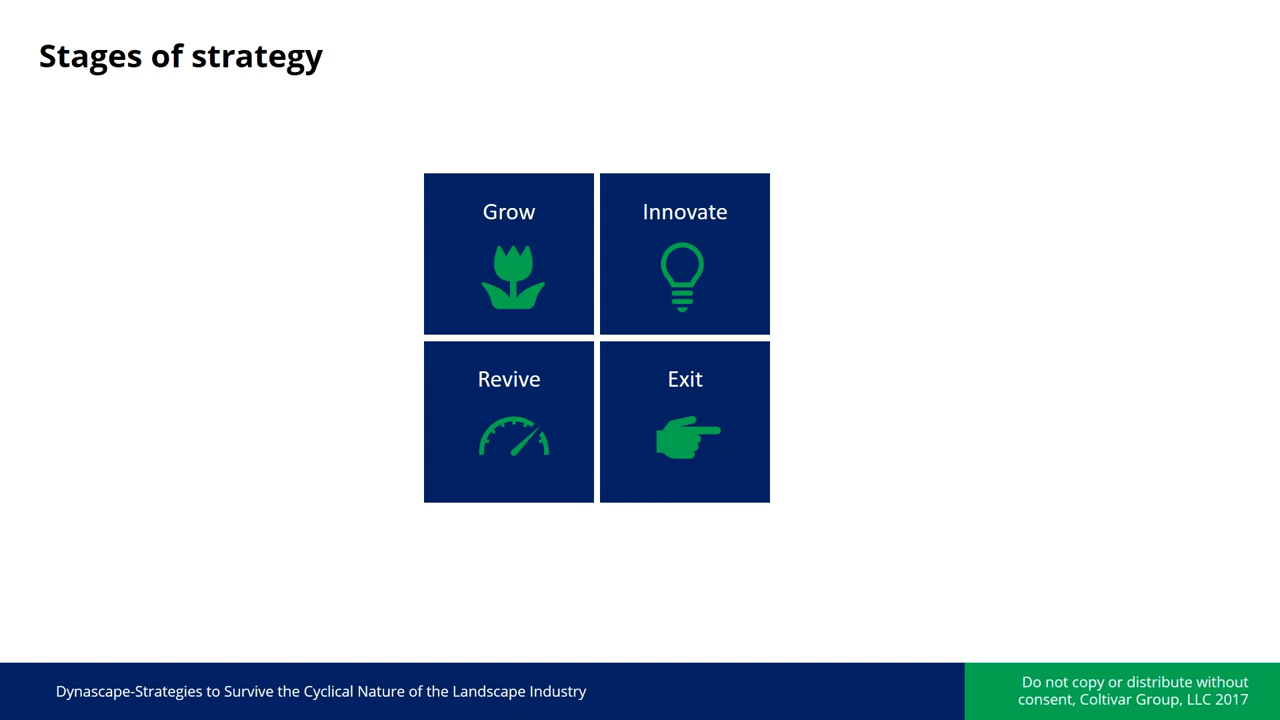 Stages of strategy
Grow
Innovate
Revive
Exit
Dynascape-Strategies to Survive the Cyclical Nature of the Landscape Industry
Do not copy or distribute without
consent, Coltivar Group, LLC 2017